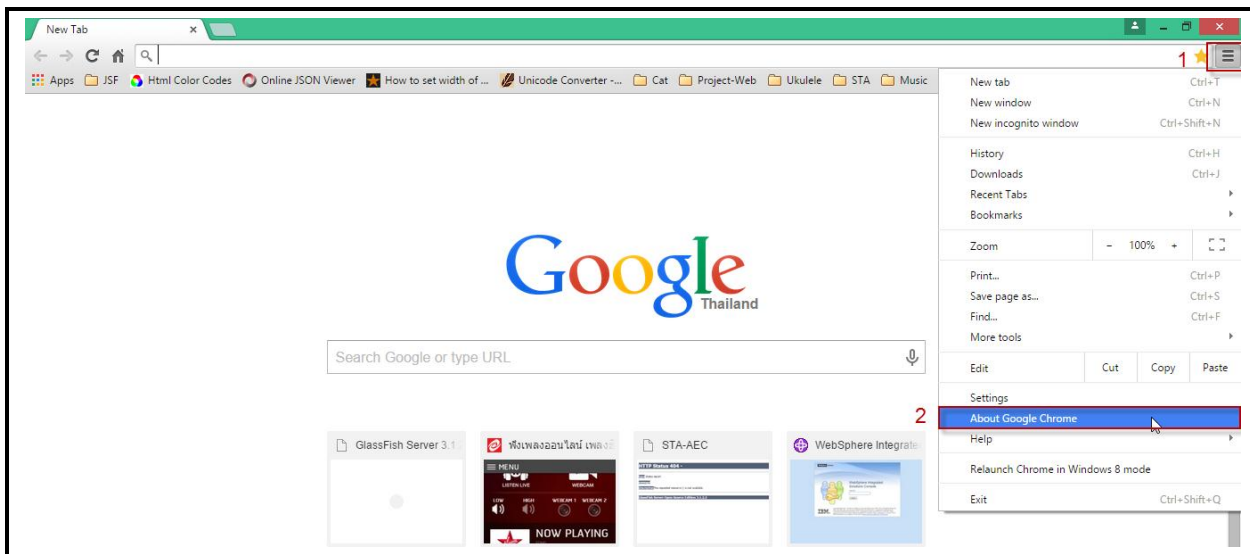 New Tab
1
Apps JSF Html Color Codes Online JSON Viewer How to set width of ... Unicode Converter -... Cat Project-Web Ukulele STA Music
New tab Ctrl+T
New window Ctrl+N
New incognito window Ctrl+Shift+N
History Ctrl+H
Downloads Ctrl+J
Recent Tabs
Bookmarks
Zoom - 100% +
Print... Ctrl+P
Save page as... Ctrl+S
Find... Ctrl+F
More tools
Edit Cut Copy Paste
Settings
2 About Google Chrome
Help
Relaunch Chrome in Windows 8 mode
Exit Ctrl+Shift+Q
Google
Thailand
Search Google or type URL
GlassFish Server 3.1 ฟังเพลงออนไลน์ STA-AEC WebSphere Integrate
MENU
LISTEN LIVE WEBCAM
LOW HIGH WEBCAM 1 WEBCAM 2
NOW PLAYING
HTTP Status 404 -
IBM